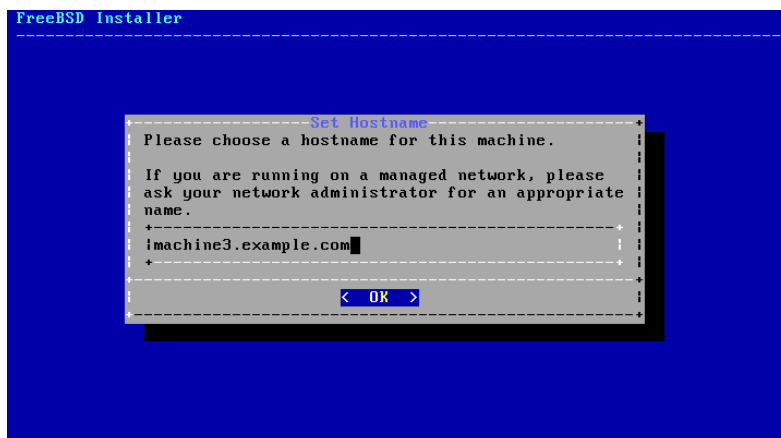 FreeBSD Installer
Set Hostname
Please choose a hostname for this machine.
If you are running on a managed network, please
ask your network administrator for an appropriate
name.
machine3.example.com
< OK >